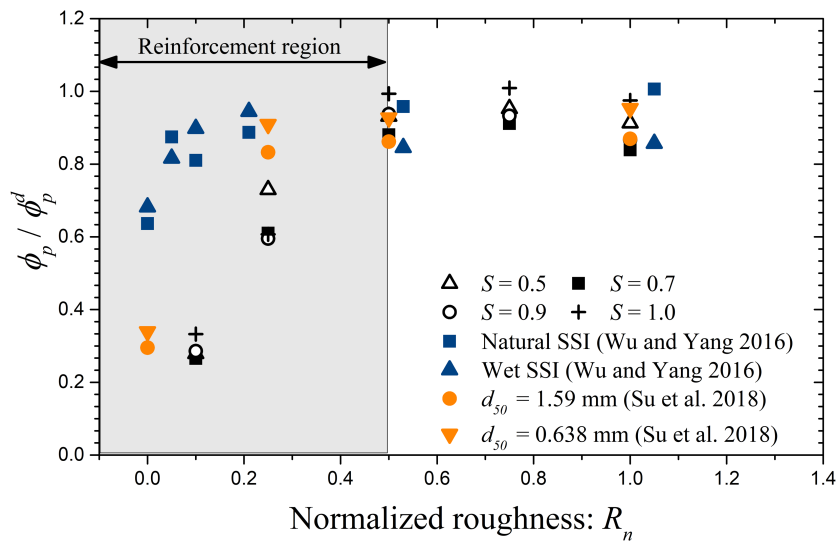 Reinforcement region
1.2
1.0
0.8
0.6
0.4
0.2
0.0
ϕp / ϕp^d
S = 0.5
S = 0.7
S = 0.9
S = 1.0
Natural SSI (Wu and Yang 2016)
Wet SSI (Wu and Yang 2016)
d50 = 1.59 mm (Su et al. 2018)
d50 = 0.638 mm (Su et al. 2018)
0.0 0.2 0.4 0.6 0.8 1.0 1.2 1.4
Normalized roughness: Rn